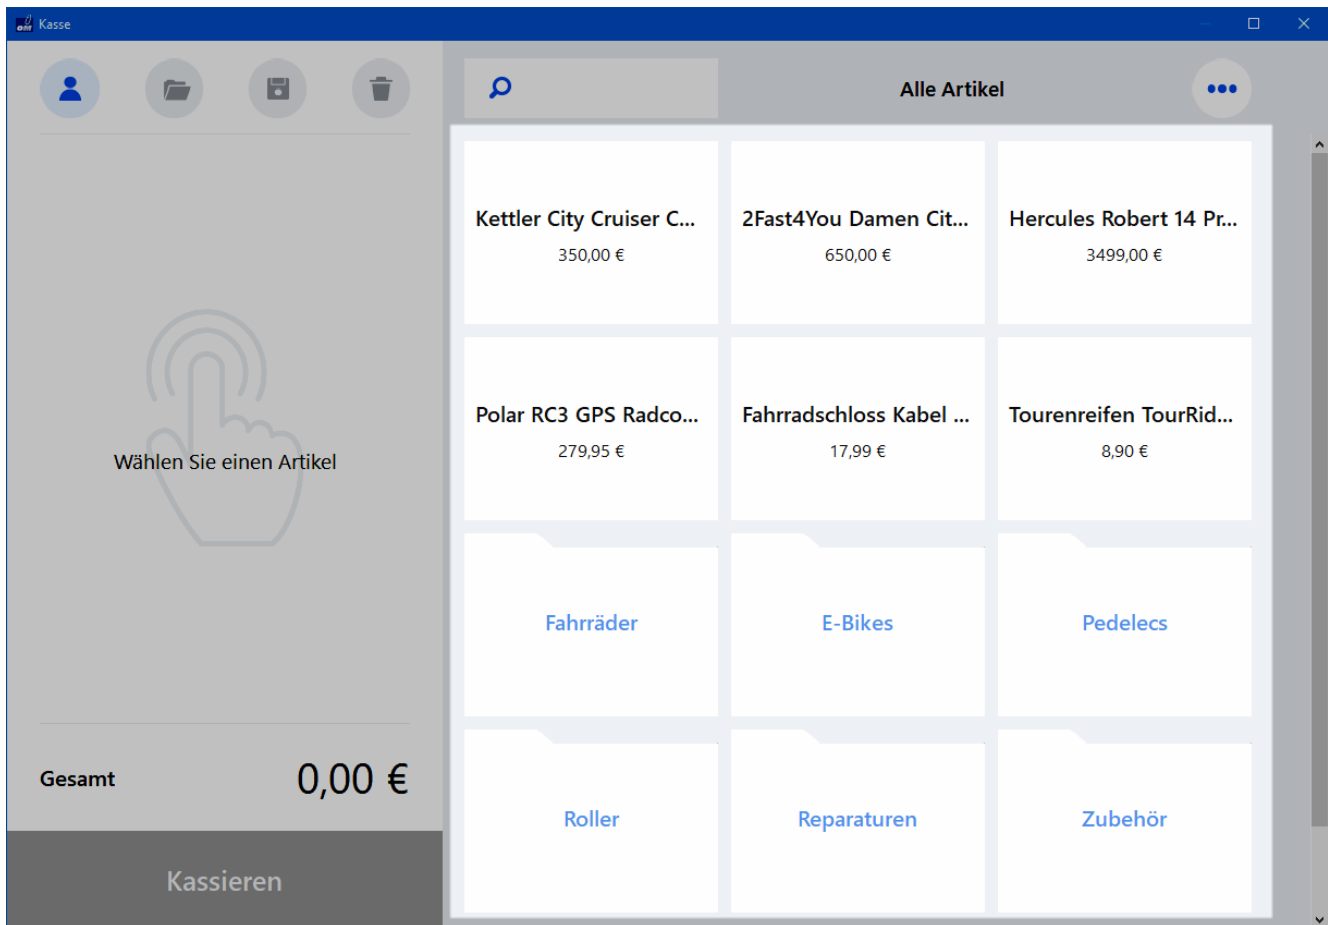 Kasse
Alle Artikel
Kettler City Cruiser C...
350,00 €
2Fast4You Damen Cit...
650,00 €
Hercules Robert 14 Pr...
3499,00 €
Polar RC3 GPS Radco...
279,95 €
Fahrradschloss Kabel ...
17,99 €
Tourenreifen TourRid...
8,90 €
Wählen Sie einen Artikel
Fahrräder
E-Bikes
Pedelecs
Roller
Reparaturen
Zubehör
Gesamt
0,00 €
Kassieren